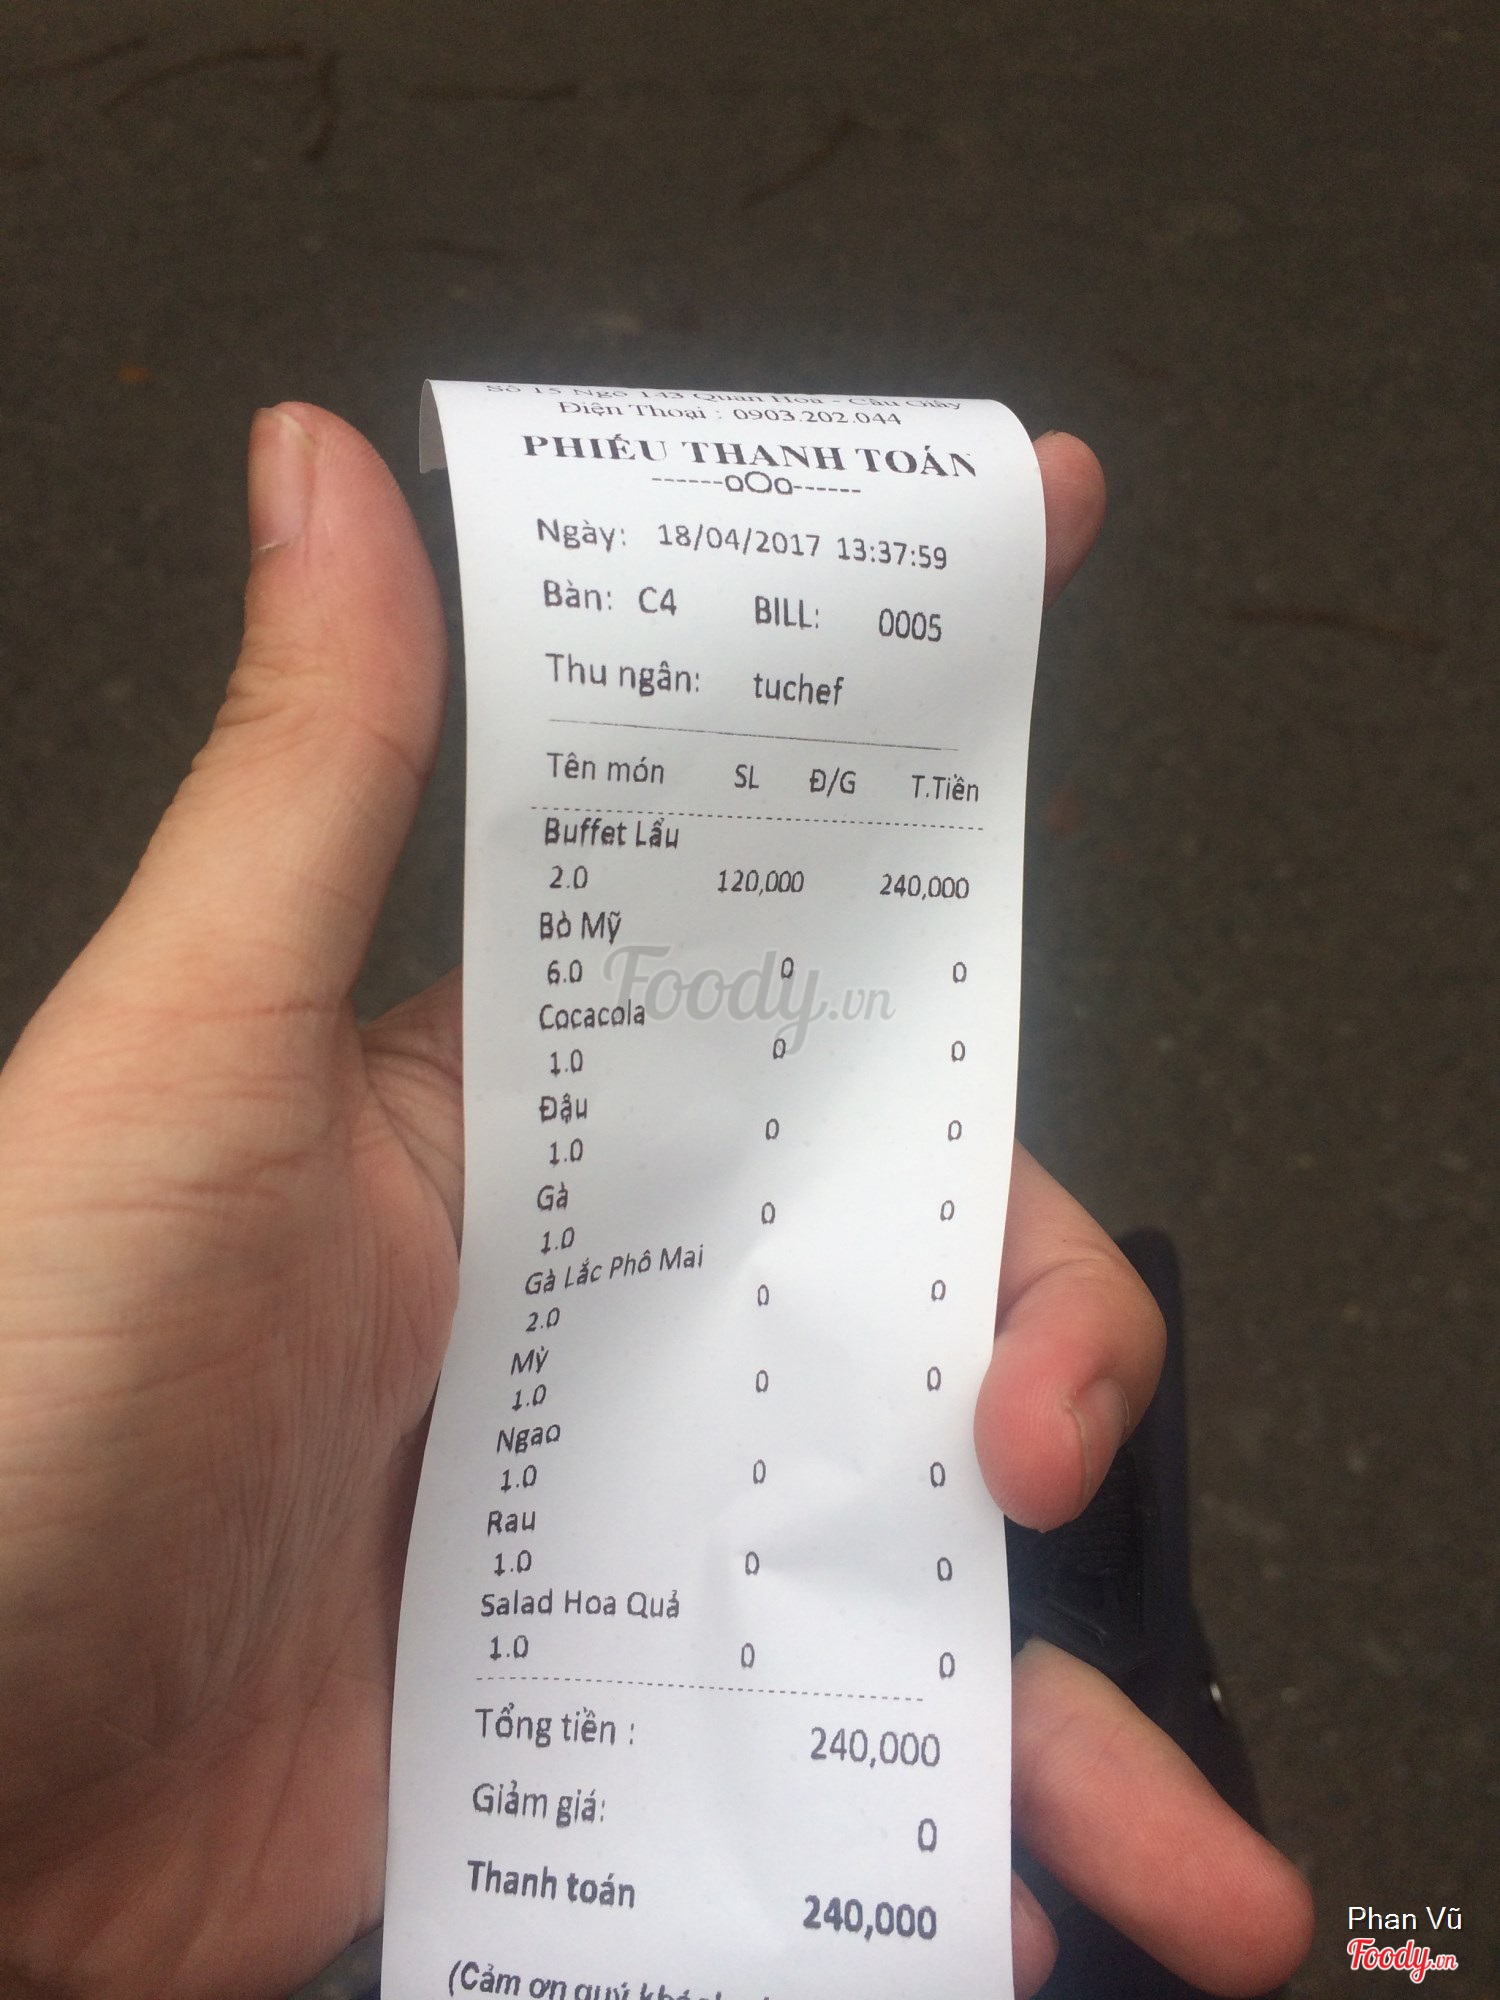 Số 15 Ngõ 143 Quan Hoa - Cầu Giấy
Điện Thoại : 0903.202.044
PHIẾU THANH TOÁN
------oOo------
Ngày: 18/04/2017 13:37:59
Bàn: C4 BILL: 0005
Thu ngân: tuchef
Tên món SL Đ/G T.Tiền
Buffet Lẩu
2.0 120,000 240,000
Bò Mỹ
6.0 0 0
Cocacola
1.0 0 0
Đậu
1.0 0 0
Gà
1.0 0 0
Gà Lắc Phô Mai
2.0 0 0
Mỳ
1.0 0 0
Ngao
1.0 0 0
Rau
1.0 0 0
Salad Hoa Quả
1.0 0 0
Tổng tiền : 240,000
Giảm giá: 0
Thanh toán 240,000
(Cảm ơn quý
Foody.vn
Phan Vũ
Foody.vn